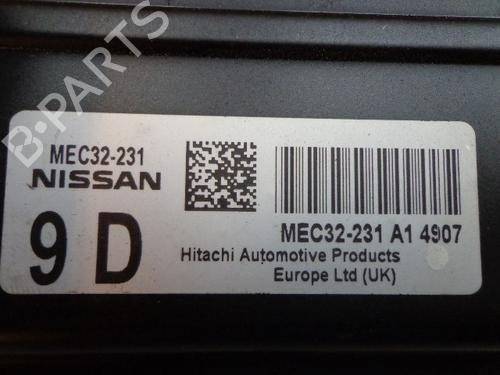 B-PARTS
MEC32-231
NISSAN
9 D
MEC32-231 A1 4907
Hitachi Automotive Products
Europe Ltd (UK)